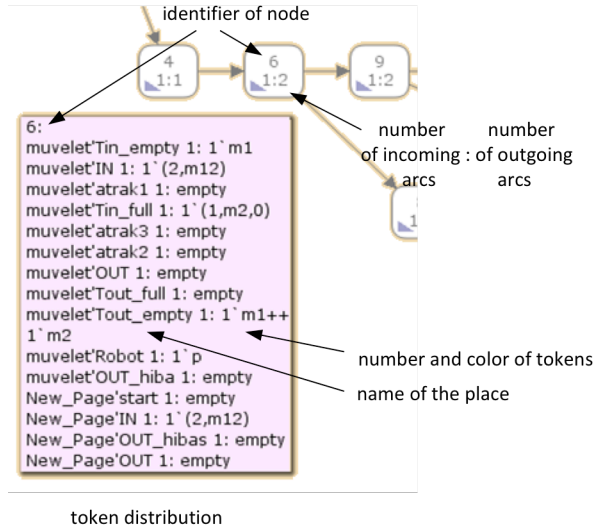 identifier of node
4
1:1
6
1:2
9
1:2
number number
of incoming : of outgoing
arcs arcs
1
6:
muvelet'Tin_empty 1: 1`m1
muvelet'IN 1: 1`(2,m12)
muvelet'atrak1 1: empty
muvelet'Tin_full 1: 1`(1,m2,0)
muvelet'atrak3 1: empty
muvelet'atrak2 1: empty
muvelet'OUT 1: empty
muvelet'Tout_full 1: empty
muvelet'Tout_empty 1: 1`m1++
1`m2
muvelet'Robot 1: 1`p
muvelet'OUT_hiba 1: empty
New_Page'start 1: empty
New_Page'IN 1: 1`(2,m12)
New_Page'OUT_hibas 1: empty
New_Page'OUT 1: empty
number and color of tokens
name of the place
token distribution